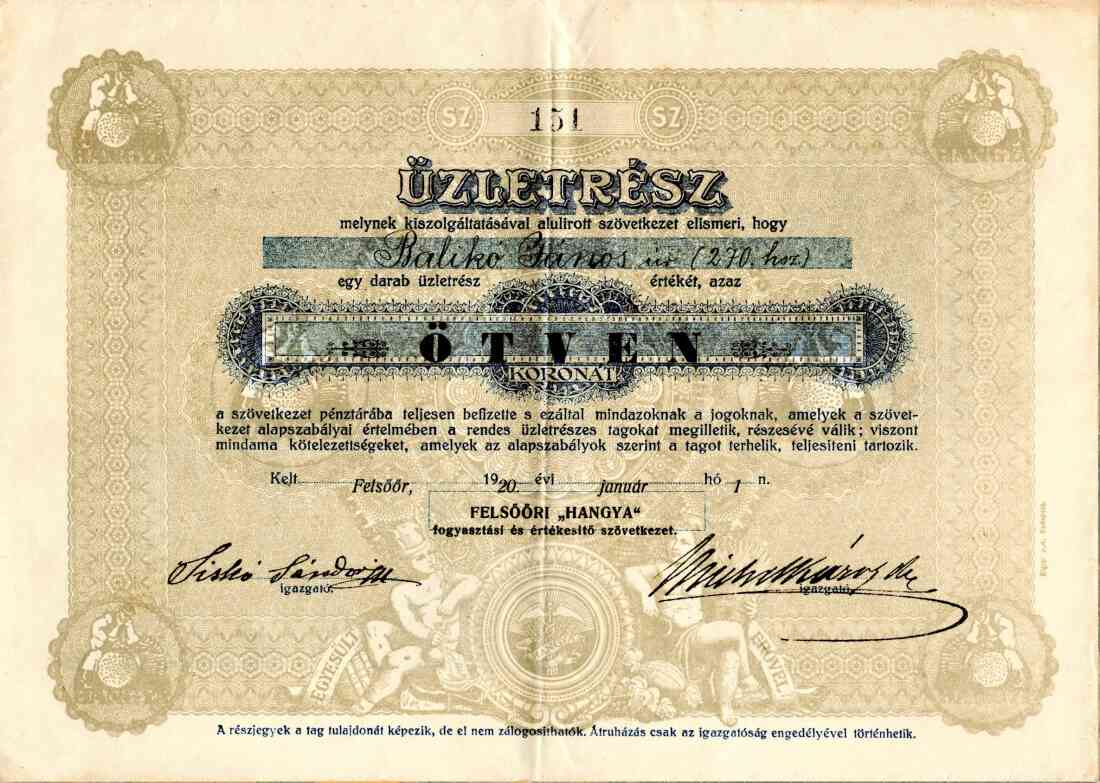 SZ 151 SZ
HANGYA HANGYA
ÜZLETRÉSZ
melynek kiszolgáltatásával alulirott szövetkezet elismeri, hogy
Balikó János úr (270. hsz.)
egy darab üzletrész értékét, azaz
ÖTVEN
KORONÁT
a szövetkezet pénztárába teljesen befizette s ezáltal mindazoknak a jogoknak, amelyek a szövet-
kezet alapszabályai értelmében a rendes üzletrészes tagokat megilletik, részesévé válik; viszont
mindama kötelezettségeket, amelyek az alapszabályok szerint a tagot terhelik, teljesiteni tartozik.
Kelt Felsőőr, 1920. évi január hó 1 n.
FELSŐŐRI „HANGYA"
fogyasztási és értékesitő szövetkezet.
Siskó Sándor
igazgató. igazgató.
EGYESÜLT ERŐVEL
A részjegyek a tag tulajdonát képezik, de el nem zálogosithatók. Átruházás csak az igazgatóság engedélyével történhetik.